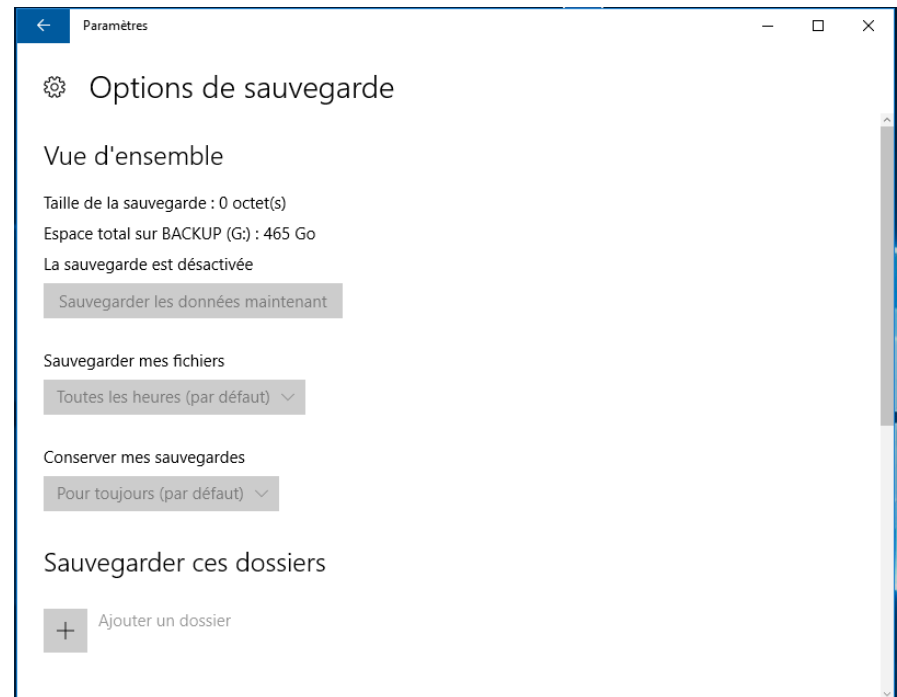 Paramètres
Options de sauvegarde
Vue d'ensemble
Taille de la sauvegarde : 0 octet(s)
Espace total sur BACKUP (G:) : 465 Go
La sauvegarde est désactivée
Sauvegarder les données maintenant
Sauvegarder mes fichiers
Toutes les heures (par défaut)
Conserver mes sauvegardes
Pour toujours (par défaut)
Sauvegarder ces dossiers
Ajouter un dossier